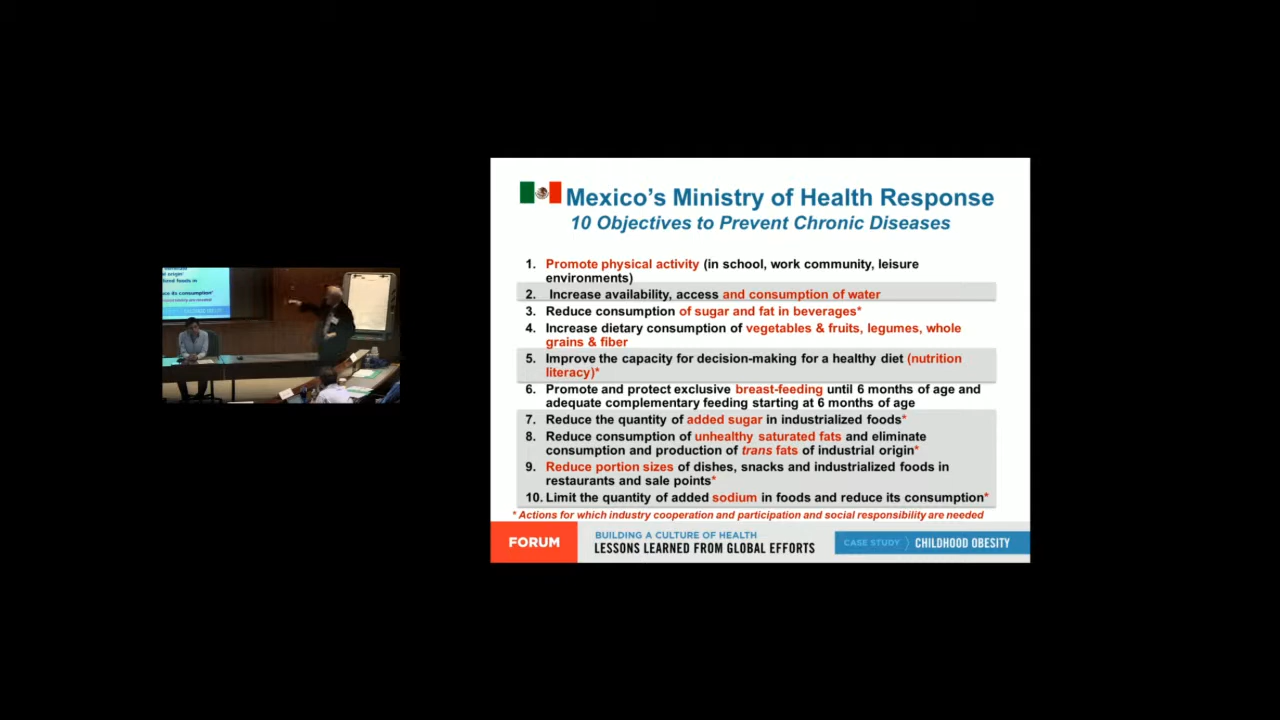 Mexico's Ministry of Health Response
10 Objectives to Prevent Chronic Diseases
1. Promote physical activity (in school, work community, leisure
environments)
2. Increase availability, access and consumption of water
3. Reduce consumption of sugar and fat in beverages*
4. Increase dietary consumption of vegetables & fruits, legumes, whole
grains & fiber
5. Improve the capacity for decision-making for a healthy diet (nutrition
literacy)*
6. Promote and protect exclusive breast-feeding until 6 months of age and
adequate complementary feeding starting at 6 months of age
7. Reduce the quantity of added sugar in industrialized foods*
8. Reduce consumption of unhealthy saturated fats and eliminate
consumption and production of trans fats of industrial origin*
9. Reduce portion sizes of dishes, snacks and industrialized foods in
restaurants and sale points*
10. Limit the quantity of added sodium in foods and reduce its consumption*
* Actions for which industry cooperation and participation and social responsibility are needed
FORUM
BUILDING A CULTURE OF HEALTH
LESSONS LEARNED FROM GLOBAL EFFORTS
CASE STUDY 〉 CHILDHOOD OBESITY